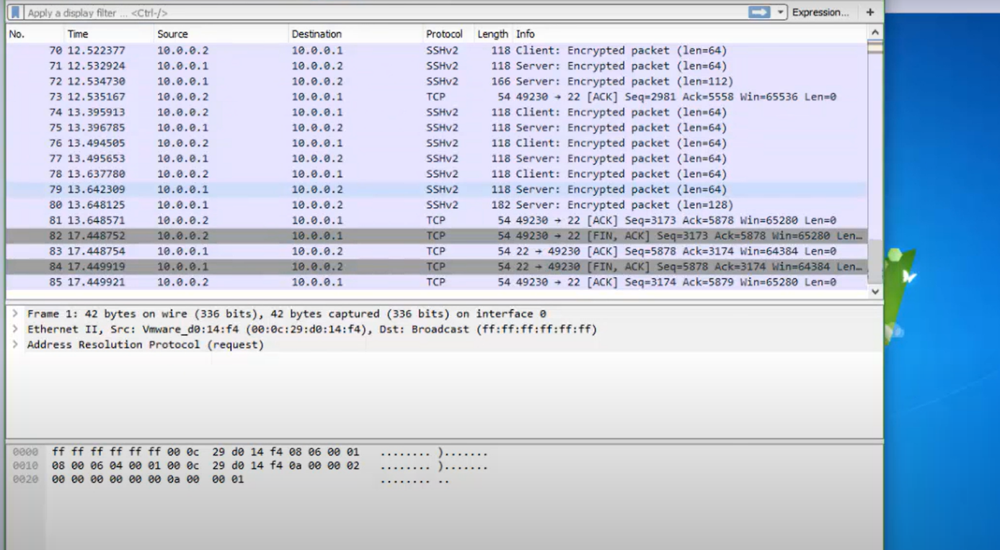 Apply a display filter ... <Ctrl-/> Expression... +
No. Time Source Destination Protocol Length Info
70 12.522377 10.0.0.2 10.0.0.1 SSHv2 118 Client: Encrypted packet (len=64)
71 12.532924 10.0.0.1 10.0.0.2 SSHv2 118 Server: Encrypted packet (len=64)
72 12.534730 10.0.0.1 10.0.0.2 SSHv2 166 Server: Encrypted packet (len=112)
73 12.535167 10.0.0.2 10.0.0.1 TCP 54 49230 → 22 [ACK] Seq=2981 Ack=5558 Win=65536 Len=0
74 13.395913 10.0.0.2 10.0.0.1 SSHv2 118 Client: Encrypted packet (len=64)
75 13.396785 10.0.0.1 10.0.0.2 SSHv2 118 Server: Encrypted packet (len=64)
76 13.494505 10.0.0.2 10.0.0.1 SSHv2 118 Client: Encrypted packet (len=64)
77 13.495653 10.0.0.1 10.0.0.2 SSHv2 118 Server: Encrypted packet (len=64)
78 13.637780 10.0.0.2 10.0.0.1 SSHv2 118 Client: Encrypted packet (len=64)
79 13.642309 10.0.0.1 10.0.0.2 SSHv2 118 Server: Encrypted packet (len=64)
80 13.648125 10.0.0.1 10.0.0.2 SSHv2 182 Server: Encrypted packet (len=128)
81 13.648571 10.0.0.2 10.0.0.1 TCP 54 49230 → 22 [ACK] Seq=3173 Ack=5878 Win=65280 Len=0
82 17.448752 10.0.0.2 10.0.0.1 TCP 54 49230 → 22 [FIN, ACK] Seq=3173 Ack=5878 Win=65280 Len…
83 17.448754 10.0.0.1 10.0.0.2 TCP 54 22 → 49230 [ACK] Seq=5878 Ack=3174 Win=64384 Len=0
84 17.449919 10.0.0.1 10.0.0.2 TCP 54 22 → 49230 [FIN, ACK] Seq=5878 Ack=3174 Win=64384 Len…
85 17.449921 10.0.0.2 10.0.0.1 TCP 54 49230 → 22 [ACK] Seq=3174 Ack=5879 Win=65280 Len=0
Frame 1: 42 bytes on wire (336 bits), 42 bytes captured (336 bits) on interface 0
Ethernet II, Src: Vmware_d0:14:f4 (00:0c:29:d0:14:f4), Dst: Broadcast (ff:ff:ff:ff:ff:ff)
Address Resolution Protocol (request)
0000 ff ff ff ff ff ff 00 0c 29 d0 14 f4 08 06 00 01 ........ ).......
0010 08 00 06 04 00 01 00 0c 29 d0 14 f4 0a 00 00 02 ........ ).......
0020 00 00 00 00 00 00 0a 00 00 01 ........ ..